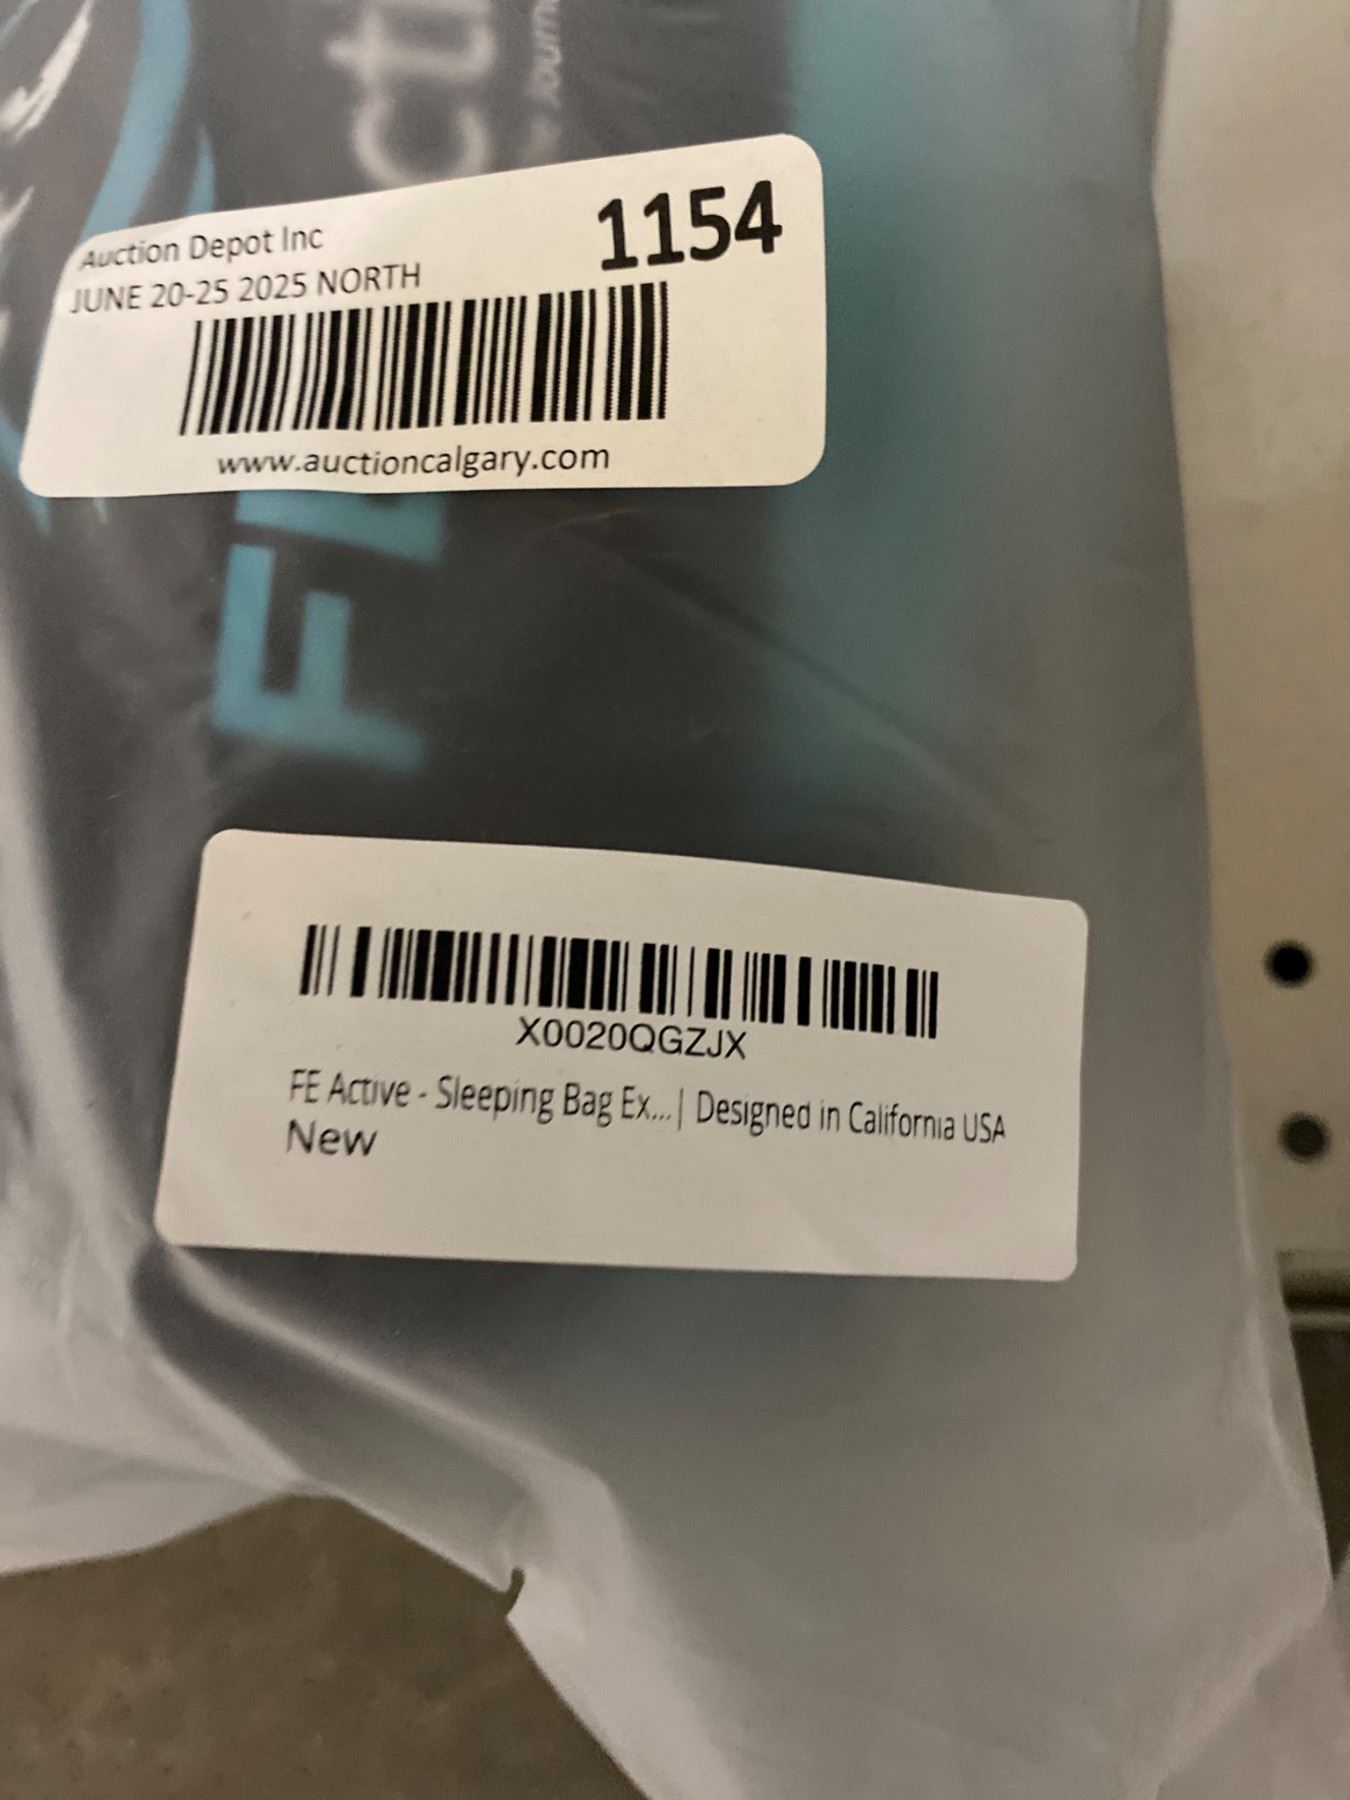 Auction Depot Inc
1154
JUNE 20-25 2025 NORTH
www.auctioncalgary.com
FE
X0020QGZJX
FE Active - Sleeping Bag Ex...| Designed in California USA
New